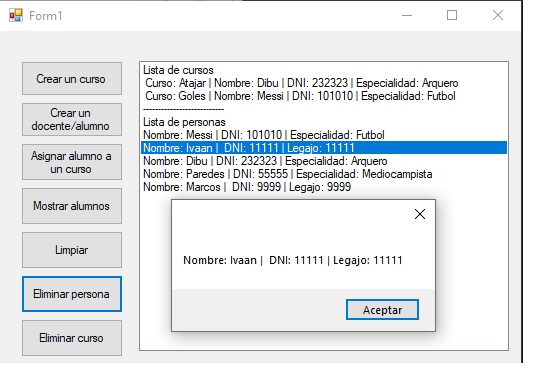 Form1
Crear un curso
Crear un
docente/alumno
Asignar alumno a
un curso
Mostrar alumnos
Limpiar
Eliminar persona
Eliminar curso
Lista de cursos
Curso: Atajar | Nombre: Dibu | DNI: 232323 | Especialidad: Arquero
Curso: Goles | Nombre: Messi | DNI: 101010 | Especialidad: Futbol
---------------------------
Lista de personas
Nombre: Messi | DNI: 101010 | Especialidad: Futbol
Nombre: Ivaan |  DNI: 11111 | Legajo: 11111
Nombre: Dibu | DNI: 232323 | Especialidad: Arquero
Nombre: Paredes | DNI: 55555 | Especialidad: Mediocampista
Nombre: Marcos |  DNI: 9999 | Legajo: 9999
Nombre: Ivaan |  DNI: 11111 | Legajo: 11111
Aceptar